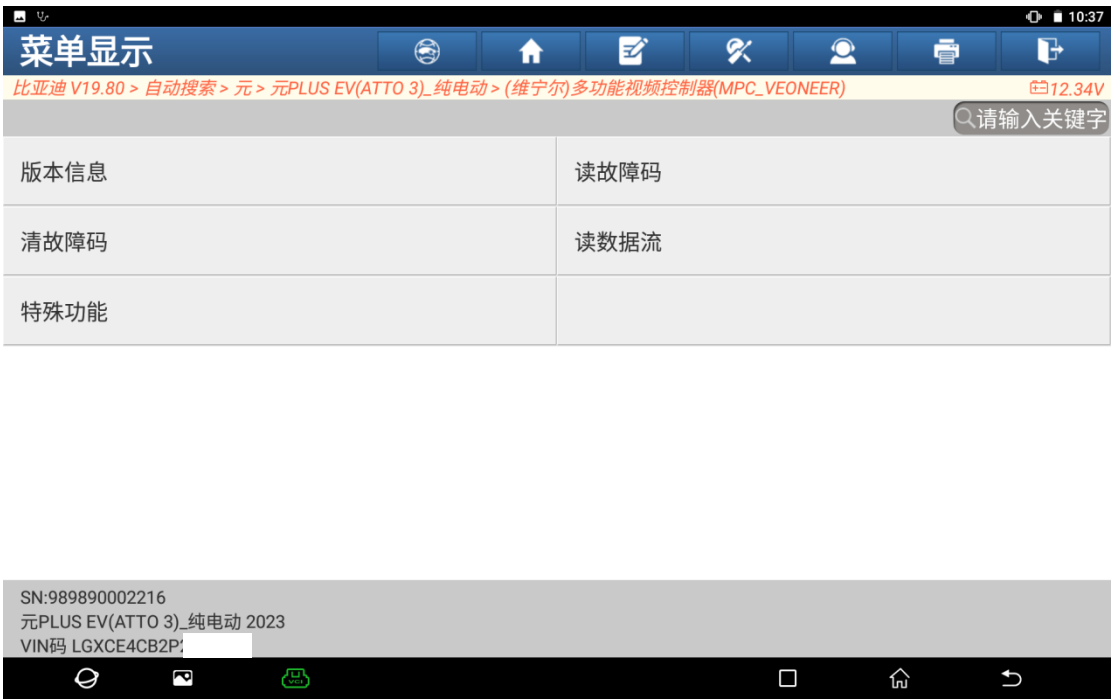 10:37
菜单显示
比亚迪 V19.80 > 自动搜索 > 元 > 元PLUS EV(ATTO 3)_纯电动 > (维宁尔)多功能视频控制器(MPC_VEONEER) 12.34V
请输入关键字
版本信息 读故障码
清故障码 读数据流
特殊功能
SN:989890002216
元PLUS EV(ATTO 3)_纯电动 2023
VIN码 LGXCE4CB2P
VCI